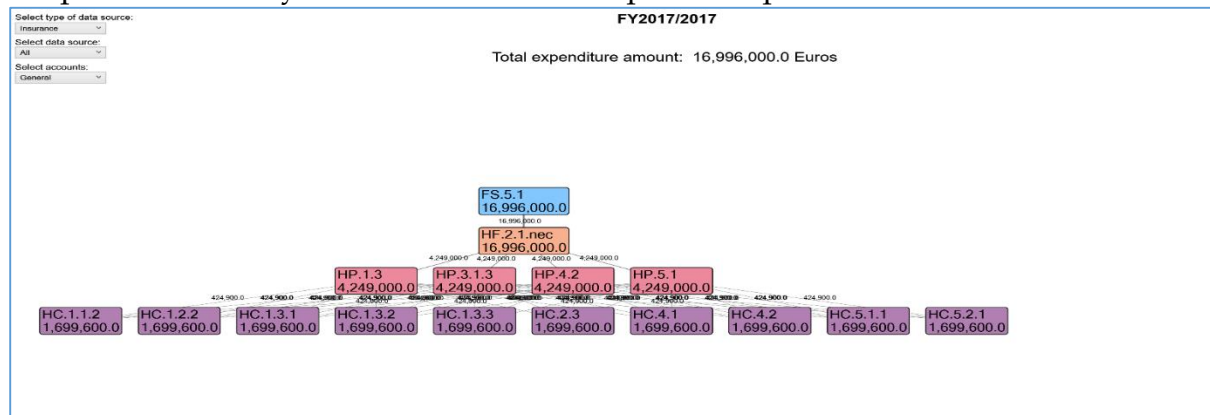 Select type of data source:
Insurance
Select data source:
All
Select accounts:
General
FY2017/2017
Total expenditure amount: 16,996,000.0 Euros
FS.5.1
16,996,000.0
16,996,000.0
HF.2.1.nec
16,996,000.0
4,249,000.0 4,249,000.0 4,249,000.0 4,249,000.0
HP.1.3 HP.3.1.3 HP.4.2 HP.5.1
4,249,000.0 4,249,000.0 4,249,000.0 4,249,000.0
424,900.0 424,900.0 424,900.0 424,900.0 424,900.0 424,900.0 424,900.0 424,900.0
HC.1.1.2 HC.1.2.2 HC.1.3.1 HC.1.3.2 HC.1.3.3 HC.2.3 HC.4.1 HC.4.2 HC.5.1.1 HC.5.2.1
1,699,600.0 1,699,600.0 1,699,600.0 1,699,600.0 1,699,600.0 1,699,600.0 1,699,600.0 1,699,600.0 1,699,600.0 1,699,600.0